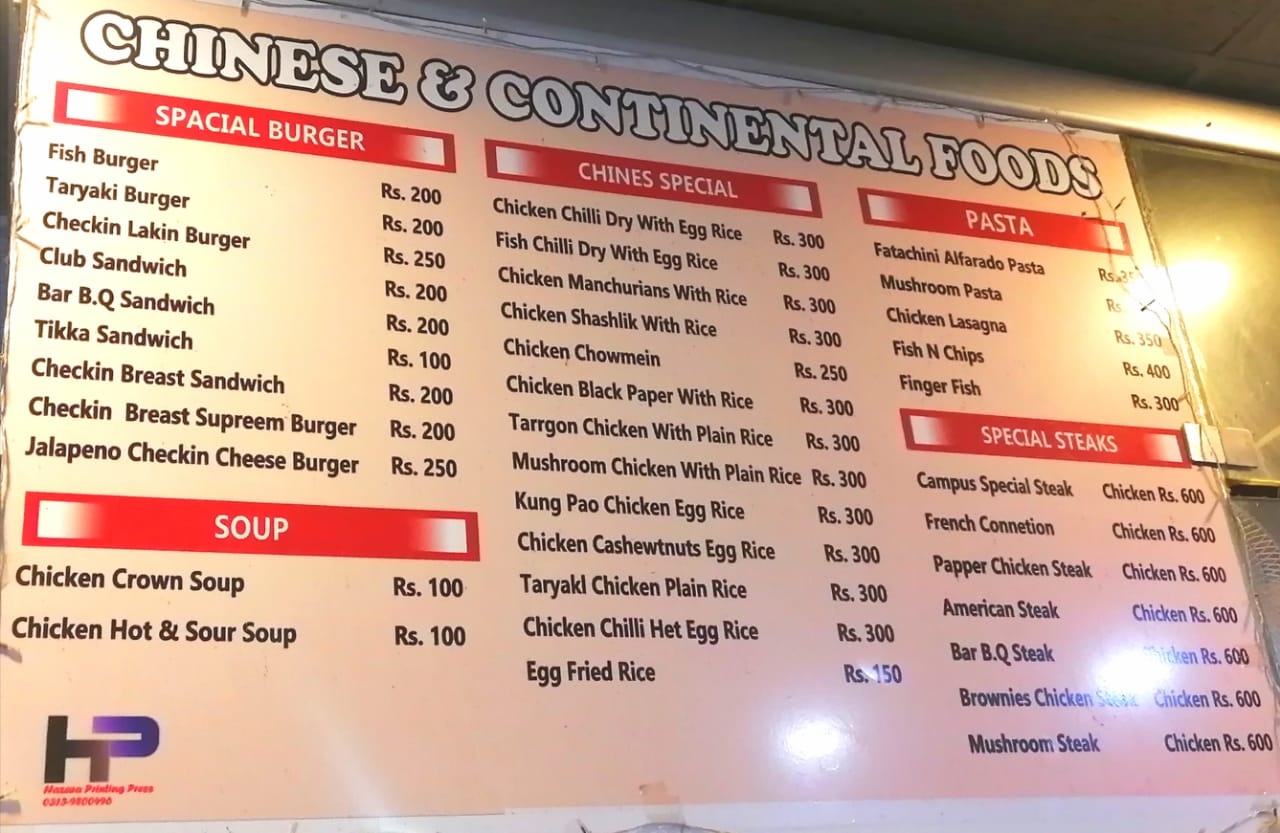 CHINESE & CONTINENTAL FOODS
SPACIAL BURGER
Fish Burger Rs. 200
Taryaki Burger Rs. 200
Checkin Lakin Burger Rs. 250
Club Sandwich Rs. 200
Bar B.Q Sandwich Rs. 200
Tikka Sandwich Rs. 100
Checkin Breast Sandwich Rs. 200
Checkin Breast Supreem Burger Rs. 200
Jalapeno Checkin Cheese Burger Rs. 250
SOUP
Chicken Crown Soup Rs. 100
Chicken Hot & Sour Soup Rs. 100
CHINES SPECIAL
Chicken Chilli Dry With Egg Rice Rs. 300
Fish Chilli Dry With Egg Rice Rs. 300
Chicken Manchurians With Rice Rs. 300
Chicken Shashlik With Rice Rs. 300
Chicken Chowmein Rs. 250
Chicken Black Paper With Rice Rs. 300
Tarrgon Chicken With Plain Rice Rs. 300
Mushroom Chicken With Plain Rice Rs. 300
Kung Pao Chicken Egg Rice Rs. 300
Chicken Cashewtnuts Egg Rice Rs. 300
Taryakl Chicken Plain Rice Rs. 300
Chicken Chilli Het Egg Rice Rs. 300
Egg Fried Rice Rs. 150
PASTA
Fatachini Alfarado Pasta Rs.
Mushroom Pasta Rs.
Chicken Lasagna Rs. 350
Fish N Chips Rs. 400
Finger Fish Rs. 300
SPECIAL STEAKS
Campus Special Steak Chicken Rs. 600
French Connetion Chicken Rs. 600
Papper Chicken Steak Chicken Rs. 600
American Steak Chicken Rs. 600
Bar B.Q Steak Chicken Rs. 600
Brownies Chicken Steak Chicken Rs. 600
Mushroom Steak Chicken Rs. 600
HP
Printing Press
0313-9800490